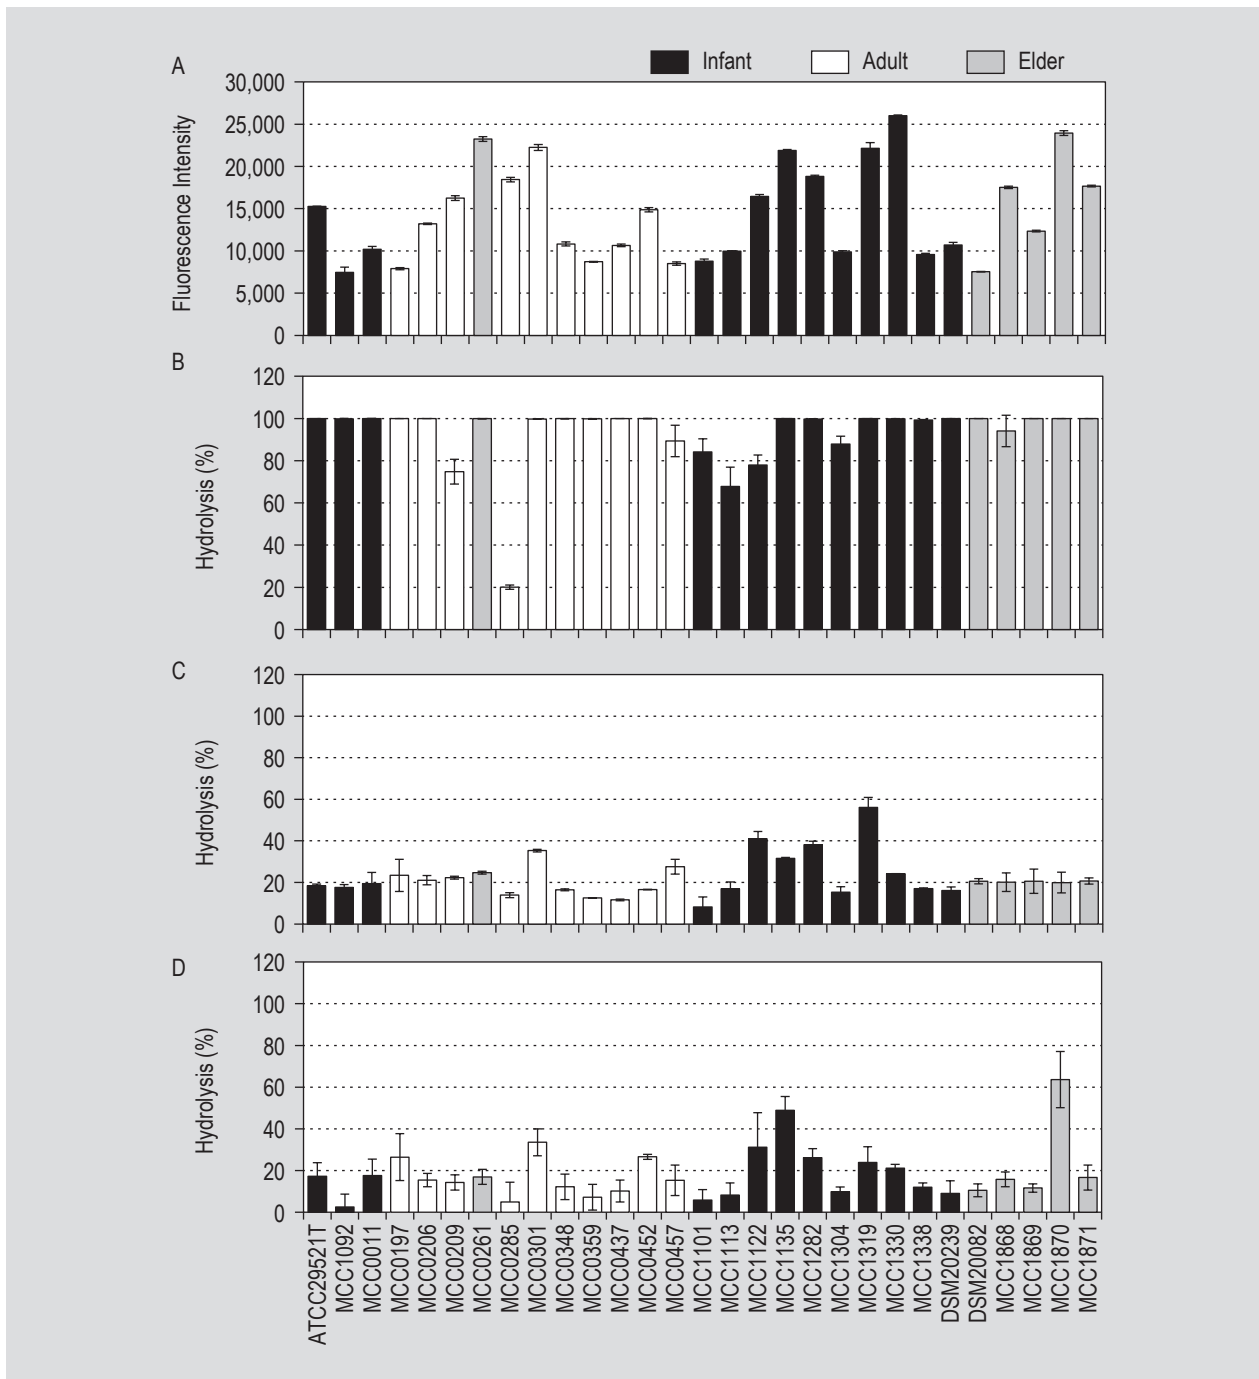 A
Infant
Adult
Elder
30,000
25,000
20,000
15,000
10,000
5,000
0
Fluorescence Intensity
B
120
100
80
60
40
20
0
Hydrolysis (%)
C
120
100
80
60
40
20
0
Hydrolysis (%)
D
120
100
80
60
40
20
0
Hydrolysis (%)
ATCC29521T
MCC1092
MCC0011
MCC0197
MCC0206
MCC0209
MCC0261
MCC0285
MCC0301
MCC0348
MCC0359
MCC0437
MCC0452
MCC0457
MCC1101
MCC1113
MCC1122
MCC1135
MCC1282
MCC1304
MCC1319
MCC1330
MCC1338
DSM20239
DSM20082
MCC1868
MCC1869
MCC1870
MCC1871